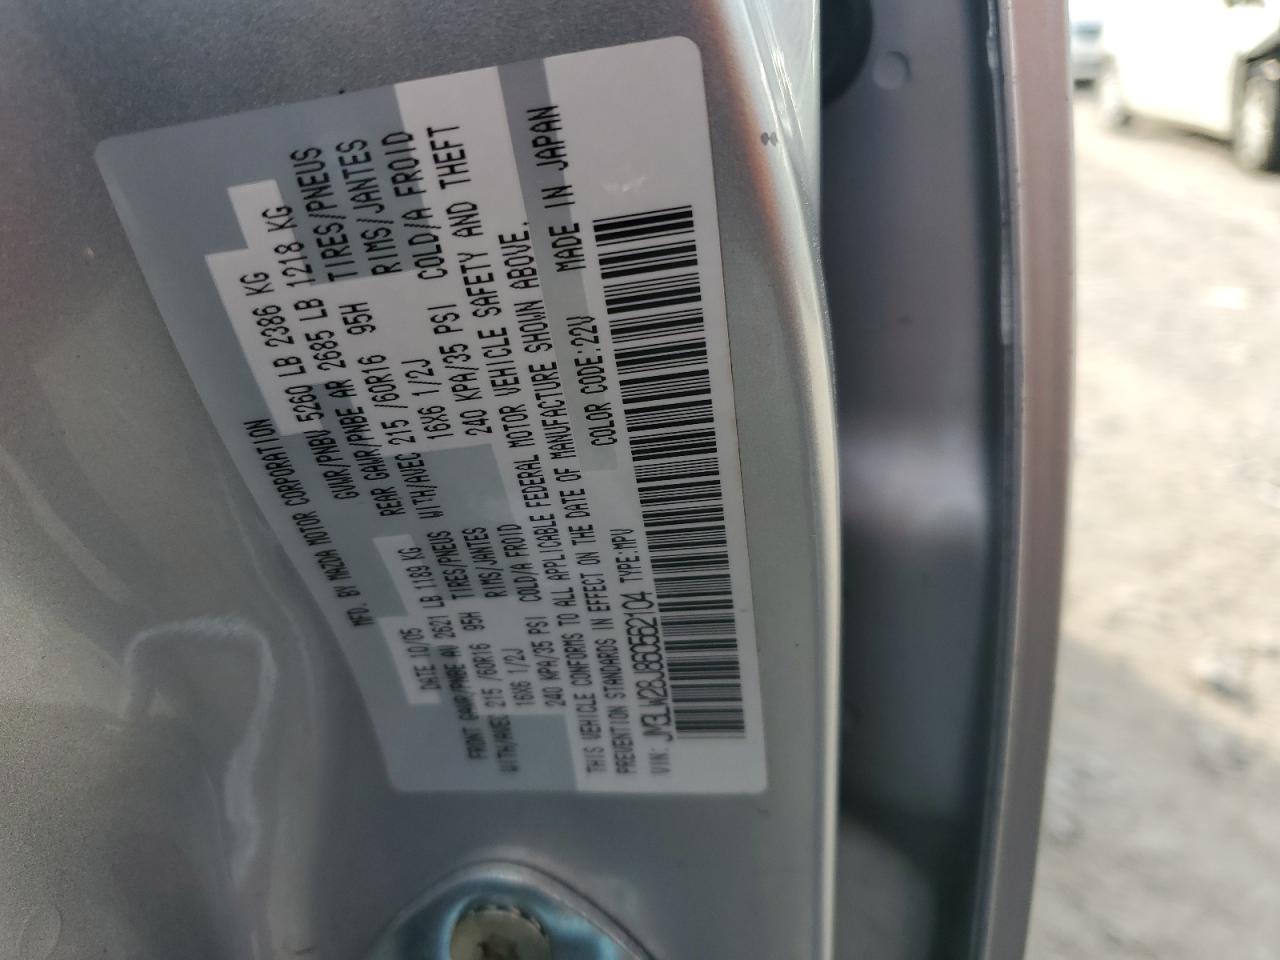 MFD. BY MAZDA MOTOR CORPORATION
DATE 10/05 GVWR/PNBV 5260 LB 2386 KG
FRONT GAWR/PNBE AV 2621 LB 1189 KG REAR GAWR/PNBE AR 2685 LB 1218 KG
WITH/AVEC 215 /60R16 95H TIRES/PNEUS WITH/AVEC 215 /60R16 95H TIRES/PNEUS
16X6 1/2J RIMS/JANTES 16X6 1/2J RIMS/JANTES
240 KPA/35 PSI COLD/A FROID 240 KPA/35 PSI COLD/A FROID
THIS VEHICLE CONFORMS TO ALL APPLICABLE FEDERAL MOTOR VEHICLE SAFETY AND THEFT
PREVENTION STANDARDS IN EFFECT ON THE DATE OF MANUFACTURE SHOWN ABOVE.
VIN: JM3LW28J860562104 TYPE:MPV COLOR CODE:22V MADE IN JAPAN